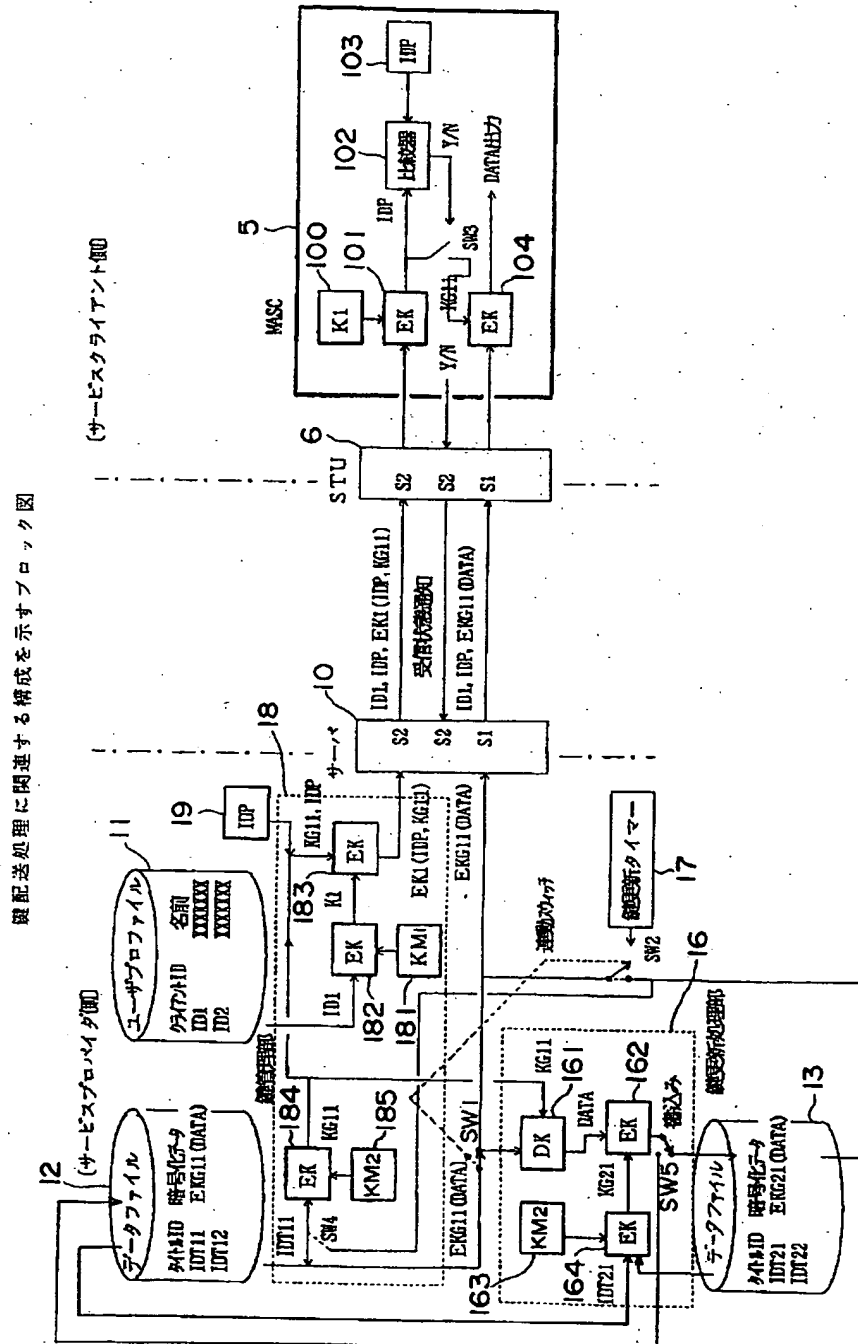 鍵配送処理に関連する構成を示すブロック図
(サービスプロバイダ側)
(サービスクライアント側)
12
データファイル
タイトルID 暗号化データ
IDT11 EKG11(DATA)
IDT12
11
ユーザプロファイル
クライアントID 名前
ID1 XXXXXXX
ID2 XXXXXXX
19
IDP
18
鍵管理部
184
EK
KG11
IDT11
SW4
KM2
185
ID1
EK
182
KM1
181
K1
183
EK
KG11, IDP
EK1(IDP, KG11)
EKG11(DATA)
EKG11(DATA)
SW1
連動スウィッチ
SW2
鍵更新タイマー
17
16
鍵更新処理部
KG11
DK
161
DATA
EK
162
KG21
KM2
163
EK
164
IDT21
SW5
書込み
13
データファイル
タイトルID 暗号化データ
IDT21 EKG21(DATA)
IDT22
サーバ
10
S2
S2
S1
ID1, IDP, EK1(IDP, KG11)
受信状態通知
ID1, IDP, EKG11(DATA)
STU
6
S2
S2
S1
MASC
5
K1
100
101
EK
IDP
比較器
102
IDP
103
Y/N
SW3
KG11
Y/N
EK
104
DATA出力